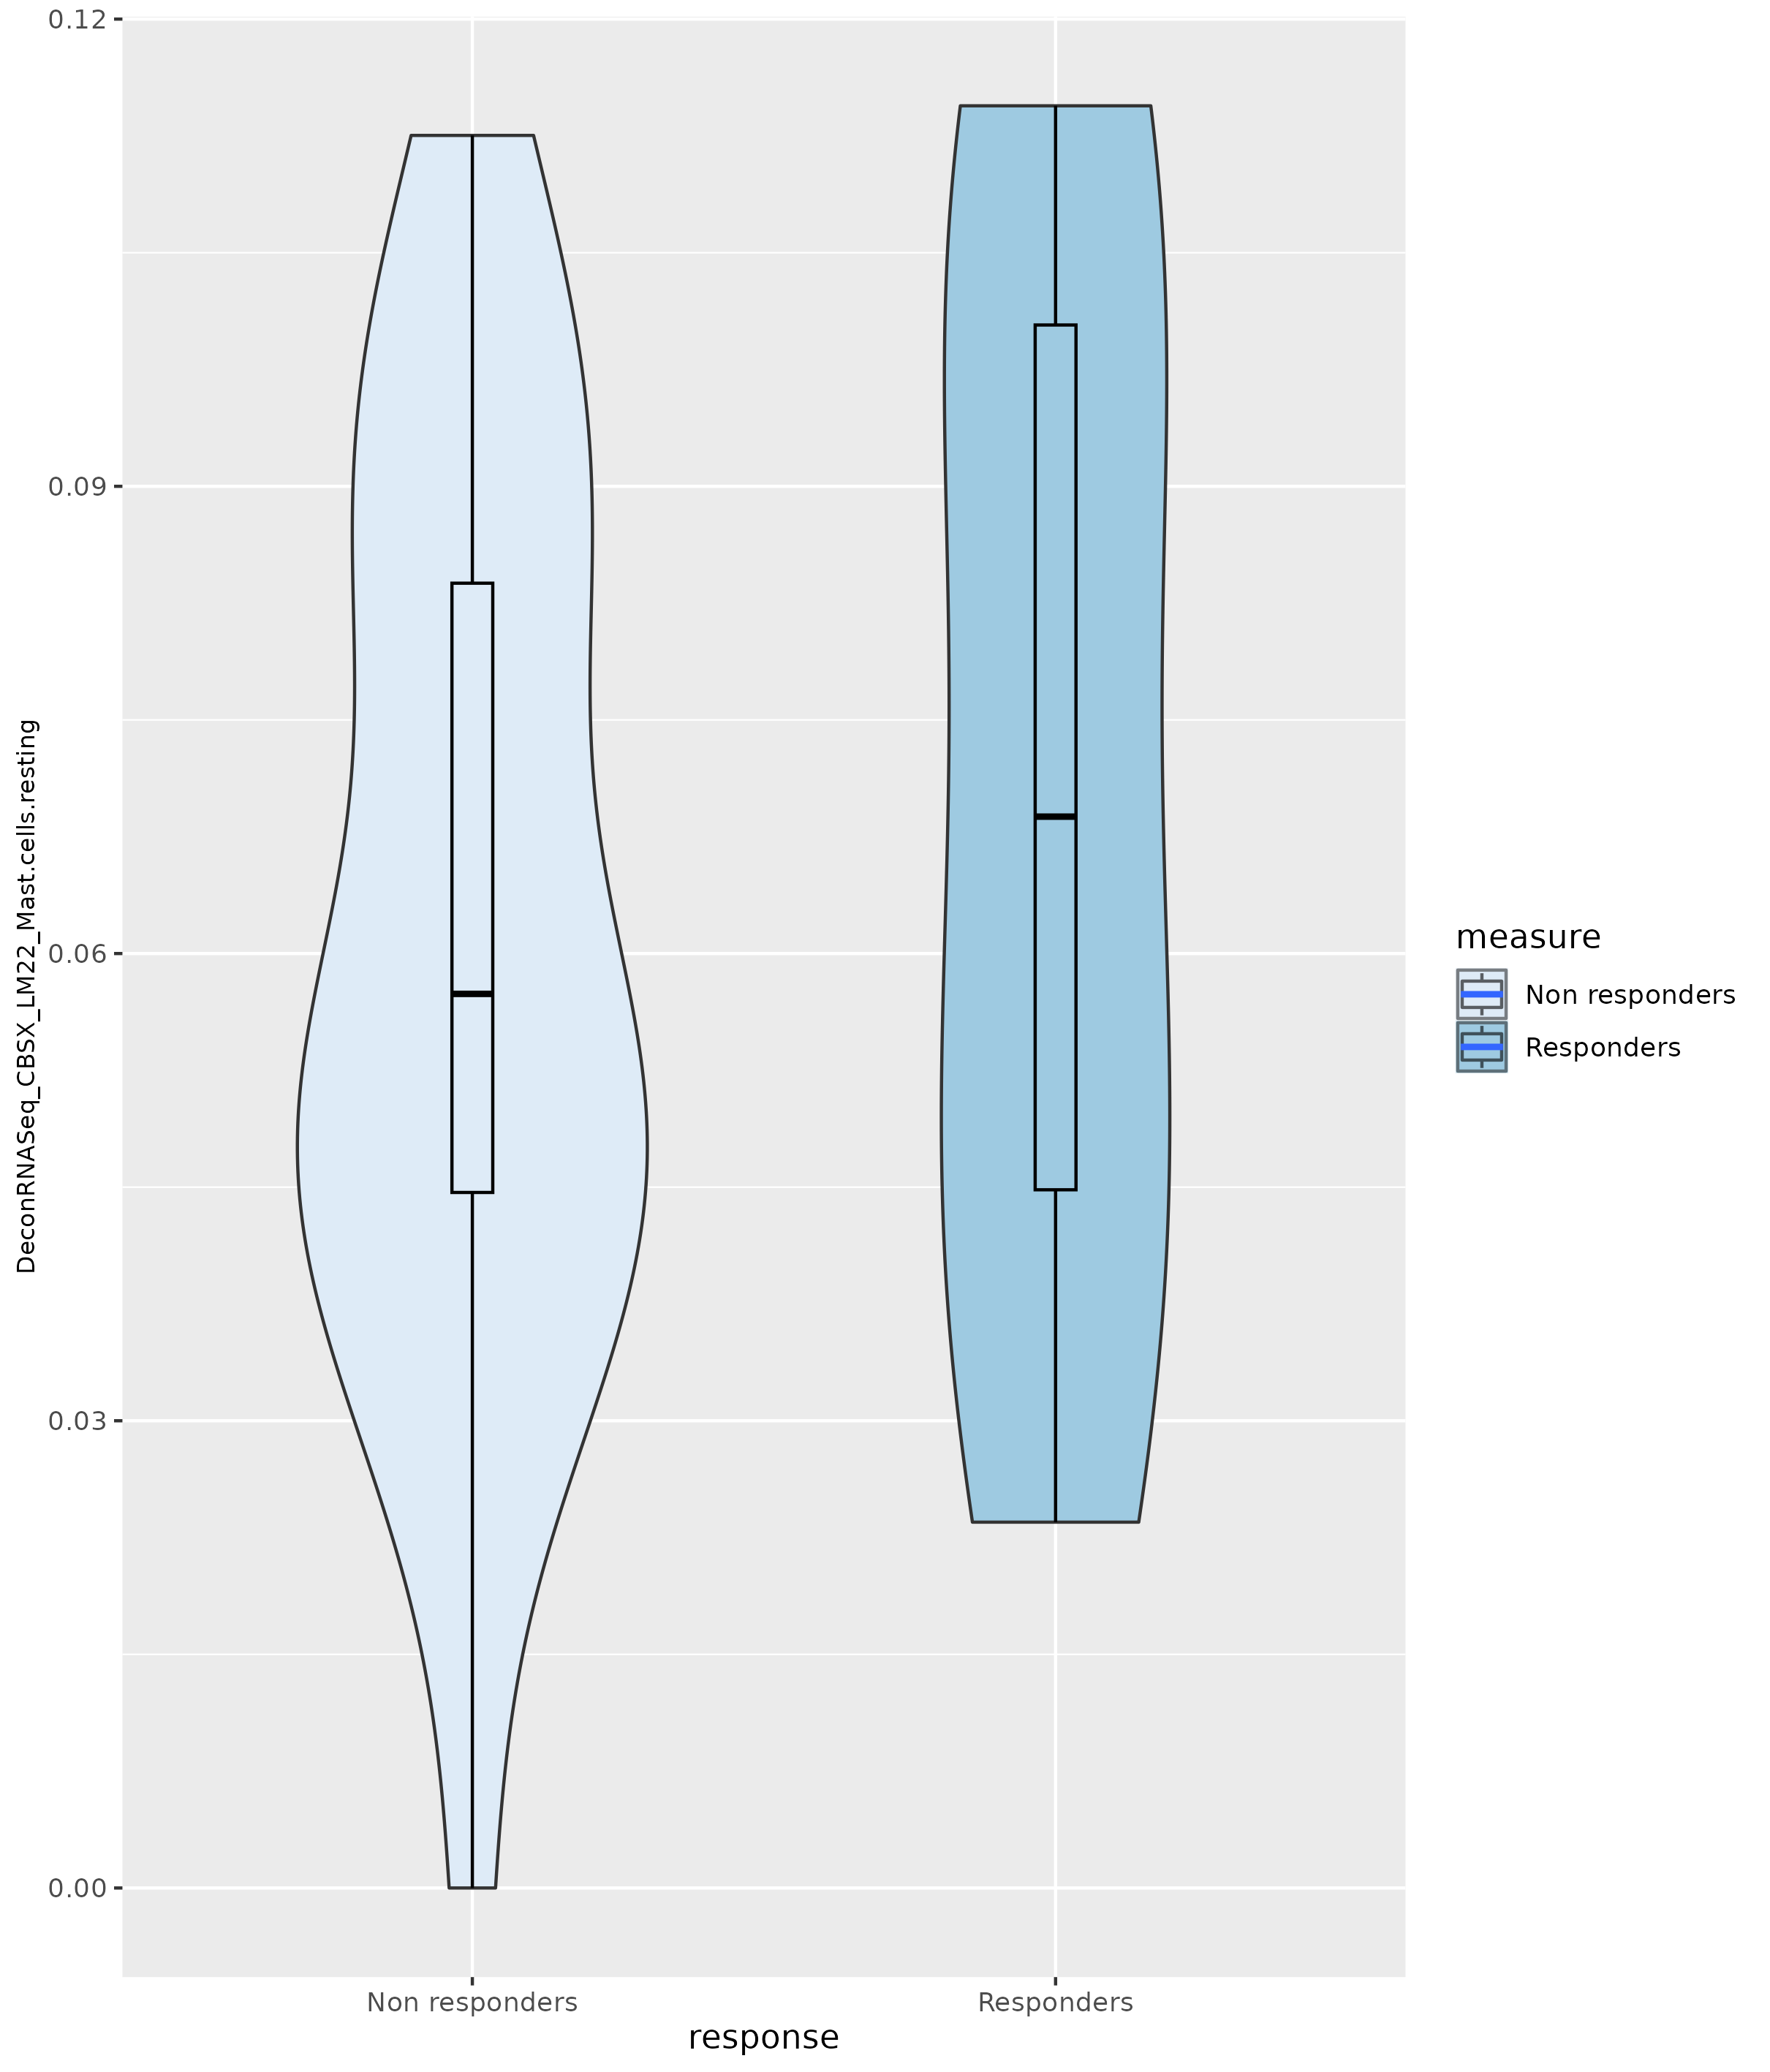 0.12
0.09
0.06
0.03
0.00
DeconRNASeq_CBSX_LM22_Mast.cells.resting
Non responders
Responders
response
measure
Non responders
Responders